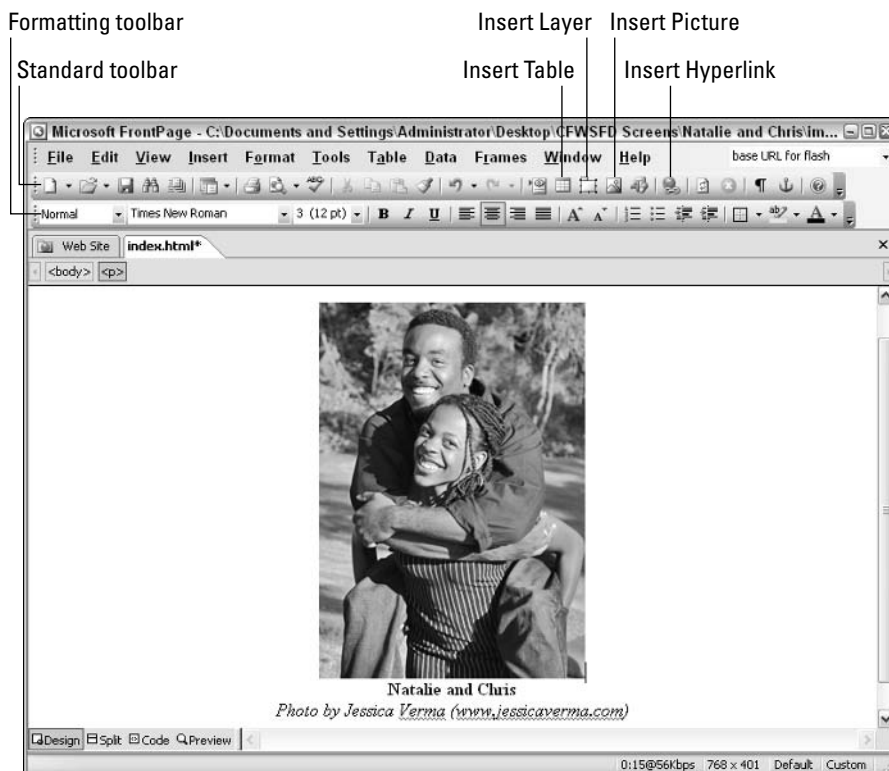 Formatting toolbar
Insert Layer
Insert Picture
Standard toolbar
Insert Table
Insert Hyperlink
Microsoft FrontPage - C:\Documents and Settings\Administrator\Desktop\CFWSFD Screens\Natalie and Chris\im...
File Edit View Insert Format Tools Table Data Frames Window Help
base URL for flash
Normal Times New Roman 3 (12 pt) B I U A A A
Web Site index.html*
<body> <p>
Natalie and Chris
Photo by Jessica Verma (www.jessicaverma.com)
Design Split Code Preview
0:15@56Kbps 768 x 401 Default Custom